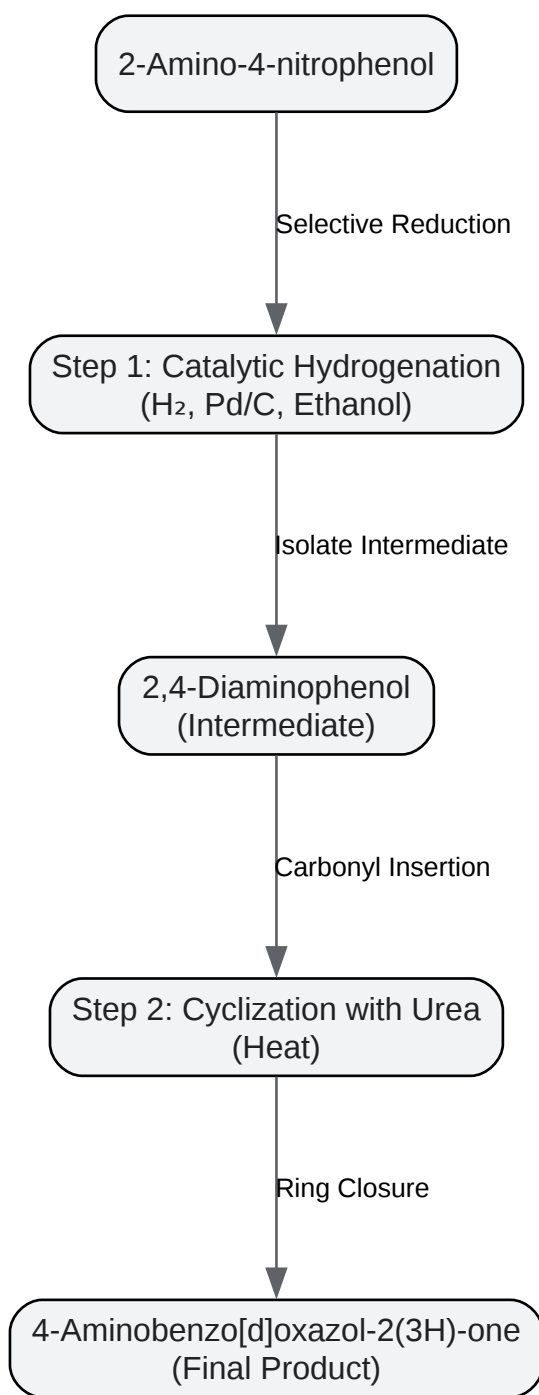 2-Amino-4-nitrophenol
Selective Reduction
Step 1: Catalytic Hydrogenation
(H₂, Pd/C, Ethanol)
Isolate Intermediate
2,4-Diaminophenol
(Intermediate)
Carbonyl Insertion
Step 2: Cyclization with Urea
(Heat)
Ring Closure
4-Aminobenzo[d]oxazol-2(3H)-one
(Final Product)